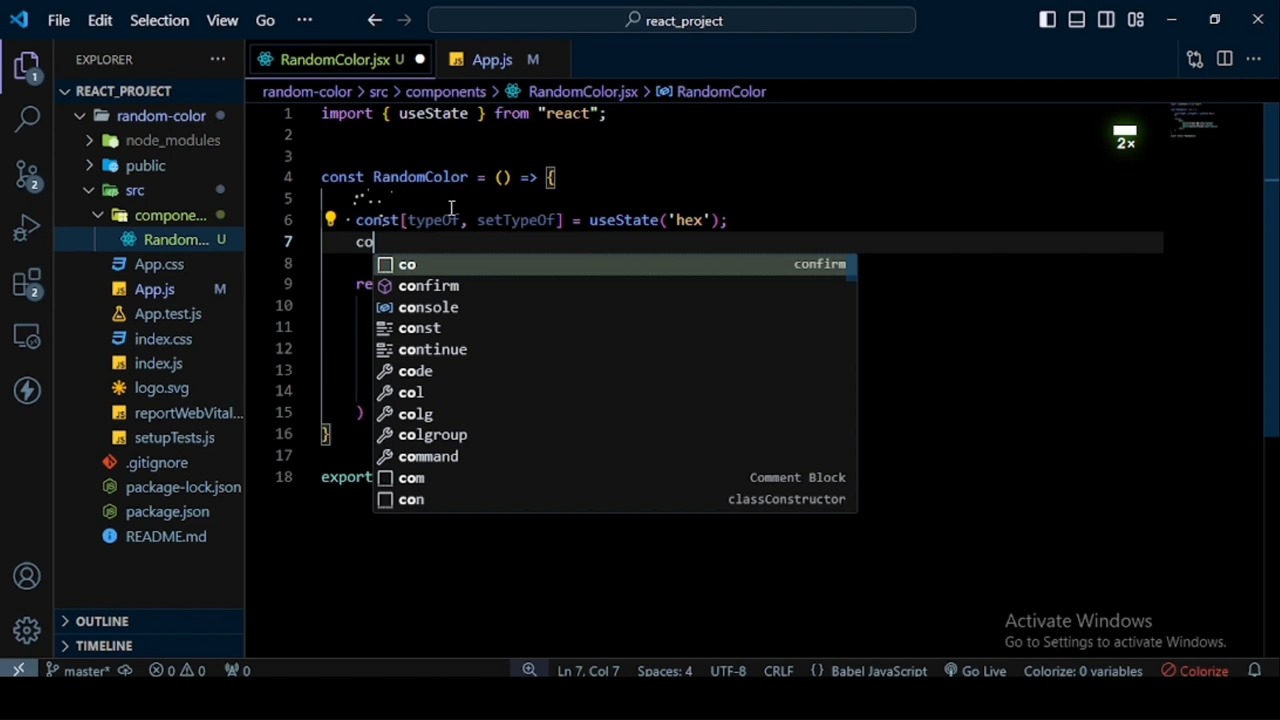 File Edit Selection View Go ··· react_project
EXPLORER ···
REACT_PROJECT
random-color
node_modules
public
src
compone...
Random... U
App.css
App.js M
App.test.js
index.css
index.js
logo.svg
reportWebVital...
setupTests.js
.gitignore
package-lock.json
package.json
README.md
OUTLINE
TIMELINE
1
2
2
RandomColor.jsx U
App.js M
random-color > src > components > RandomColor.jsx > RandomColor
1 import { useState } from "react";
2
3
4 const RandomColor = () => {
5
6 const[typeOf, setTypeOf] = useState('hex');
7 co
8
9 re
10
11
12
13
14
15 )
16 }
17
18 export
co confirm
confirm
console
const
continue
code
col
colg
colgroup
command
com Comment Block
con classConstructor
2×
Activate Windows
Go to Settings to activate Windows.
master* 0 0 0 Ln 7, Col 7 Spaces: 4 UTF-8 CRLF {} Babel JavaScript Go Live Colorize: 0 variables Colorize